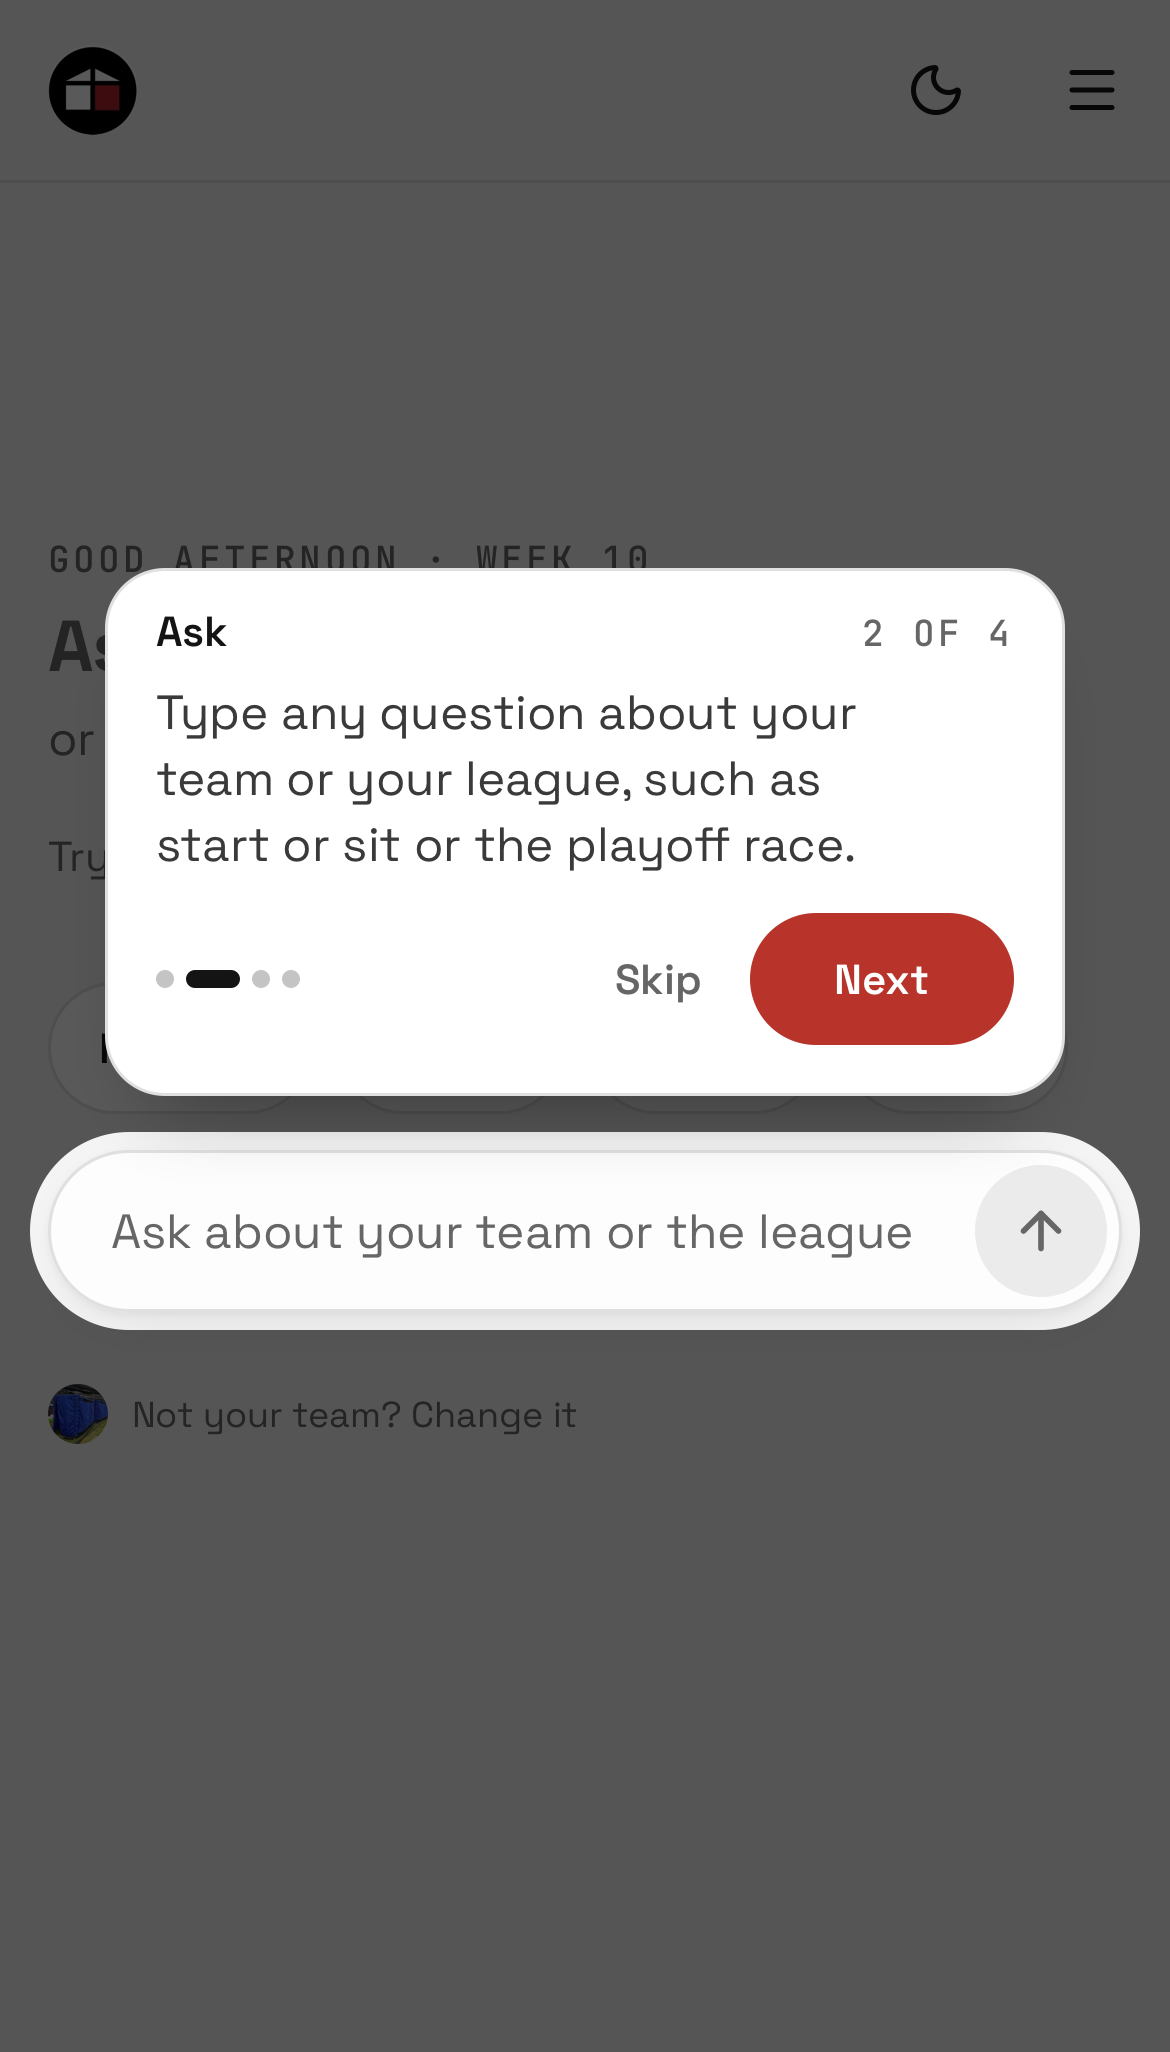 GOOD AFTERNOON · WEEK 10
Ask
2 OF 4
or
Try
Type any question about your
team or your league, such as
start or sit or the playoff race.
Skip
Next
Ask about your team or the league
Not your team? Change it